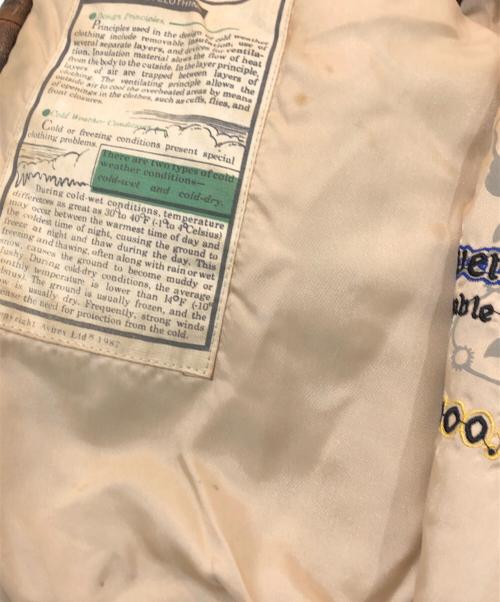 CLOTHING
Design Principles
Principles used in the design of cold weather
clothing include removable insulation, use of
several separate layers, and devices for ventila-
tion. Insulation material allows the flow of heat
from the body to the outside. In the layer principle,
layers of air are trapped between layers of
clothing. The ventilating principle allows the
outside air to cool the overheated areas by means
of openings in the clothes, such as cuffs, flies, and
front closures.
Cold Weather Conditions
Cold or freezing conditions present special
clothing problems.
There are two types of cold
weather conditions—
cold-wet and cold-dry.
During cold-wet conditions, temperature
differences as great as 30° to 40°F (-1° to 4°Celsius)
may occur between the warmest time of day and
the coldest time of night, causing the ground to
freeze at night and thaw during the day. This
freezing and thawing, often along with rain or wet
snow, causes the ground to become muddy or
slushy. During cold-dry conditions, the average
monthly temperature is lower than 14°F (-10°
Celsius). The ground is usually frozen, and the
is usually dry. Frequently, strong winds
the need for protection from the cold.
Copyright Avirex Ltd® 1987
ver
able
oo.